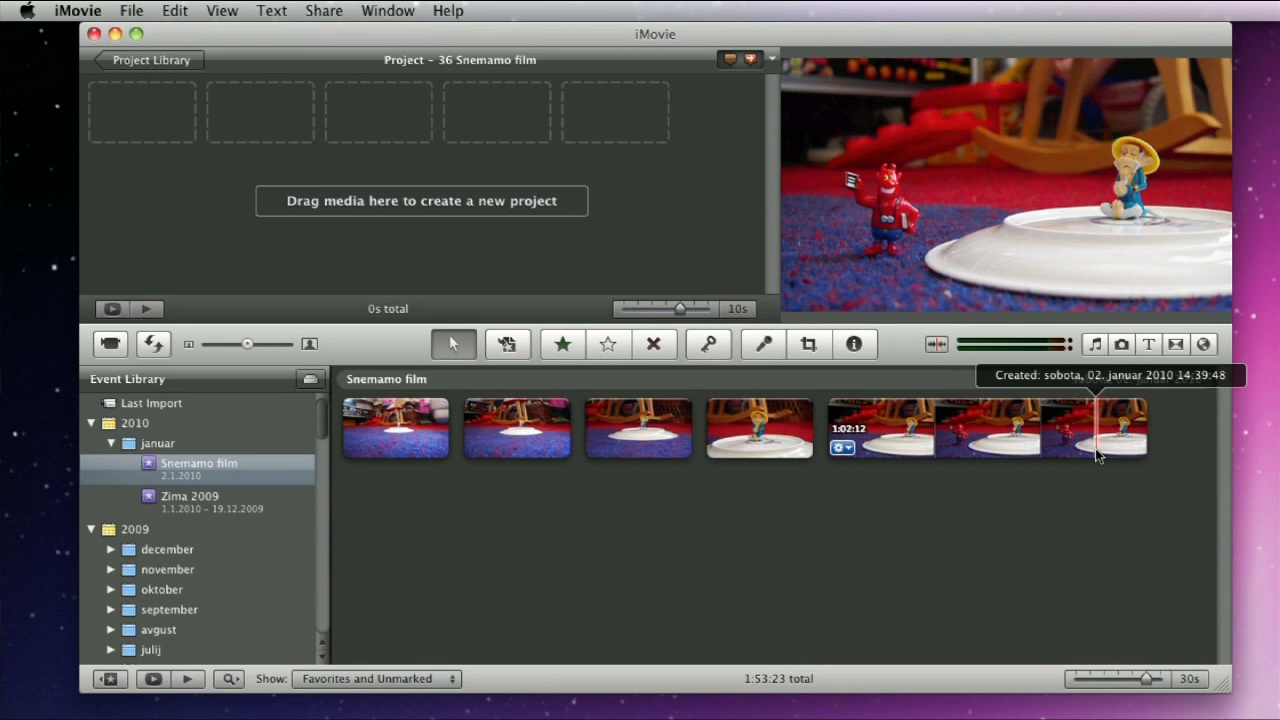 iMovie File Edit View Text Share Window Help
iMovie
Project Library
Project - 36 Snemamo film
Drag media here to create a new project
0s total
10s
Event Library
Snemamo film
Created: sobota, 02. januar 2010 14:39:48
Last Import
2010
januar
Snemamo film
2.1.2010
Zima 2009
1.1.2010 - 19.12.2009
2009
december
november
oktober
september
avgust
julij
1:02:12
Show: Favorites and Unmarked
1:53:23 total
30s